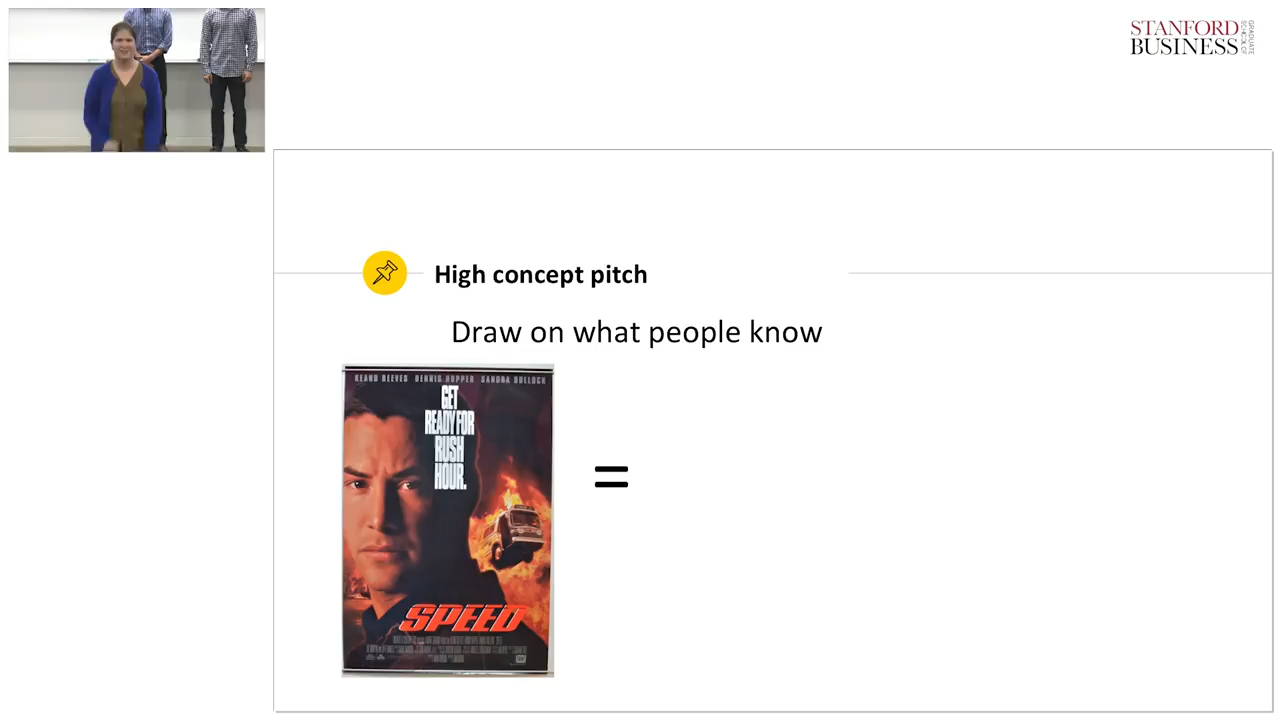 STANFORD
BUSINESS
GRADUATE
SCHOOL OF
High concept pitch
Draw on what people know
KEANU REEVES DENNIS HOPPER SANDRA BULLOCK
GET
READY FOR
RUSH
HOUR.
=
SPEED